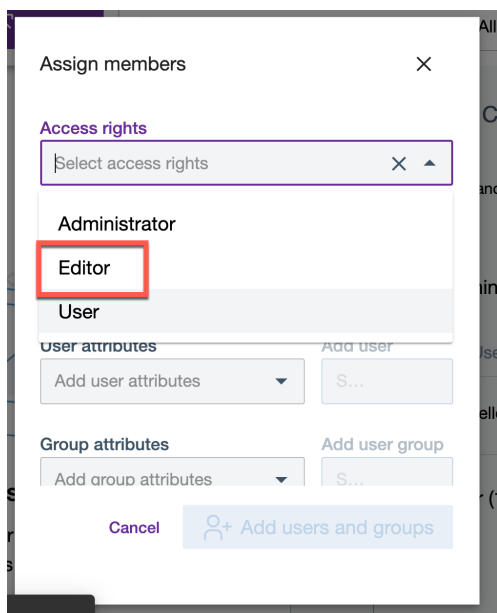 All
Assign members
Access rights
Select access rights
Administrator
Editor
User
User attributes
Add user
Add user attributes
S...
Group attributes
Add user group
Add group attributes
S...
Cancel
Add users and groups